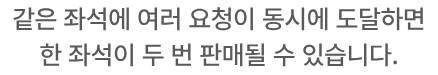 같은 좌석에 여러 요청이 동시에 도달하면
한 좌석이 두 번 판매될 수 있습니다.